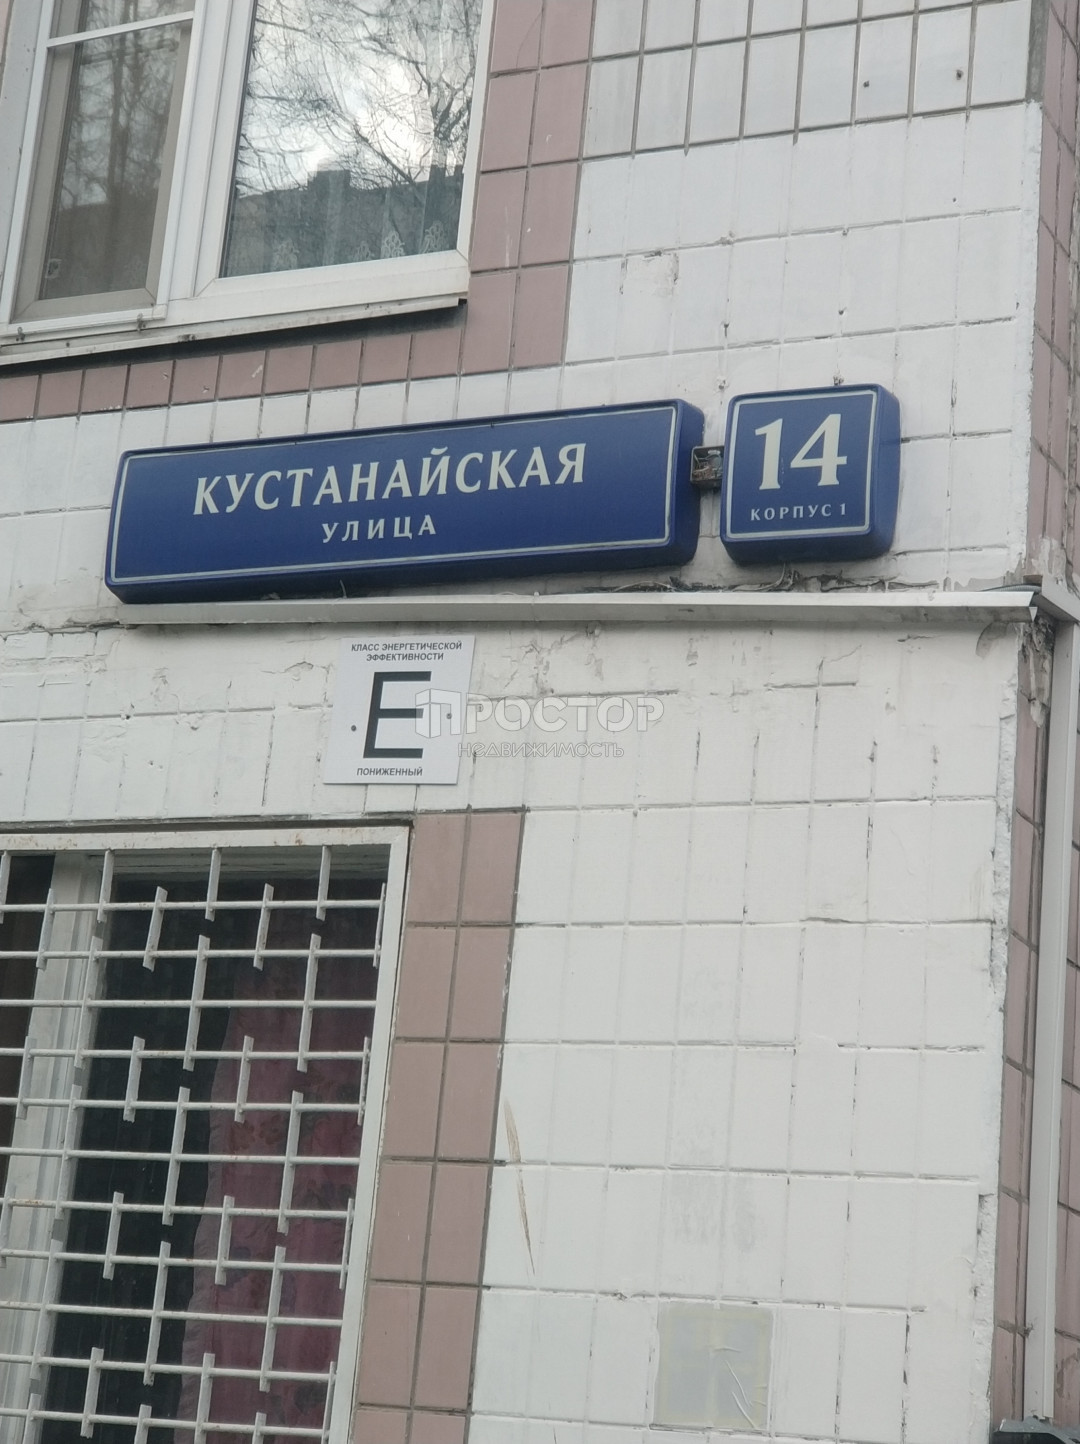 КУСТАНАЙСКАЯ
УЛИЦА
14
КОРПУС 1
КЛАСС ЭНЕРГЕТИЧЕСКОЙ
ЭФФЕКТИВНОСТИ
E
ПОНИЖЕННЫЙ
ПРОСТОР
НЕДВИЖИМОСТЬ